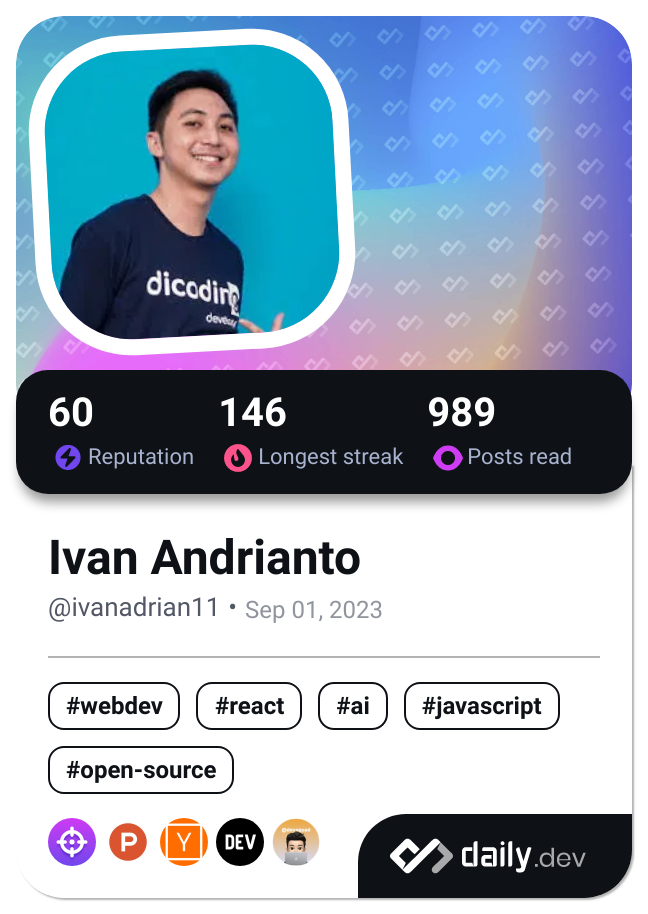 dicoding
60 146 989
Reputation Longest streak Posts read
Ivan Andrianto
@ivanadrian11 • Sep 01, 2023
#webdev #react #ai #javascript
#open-source
P Y DEV
daily.dev